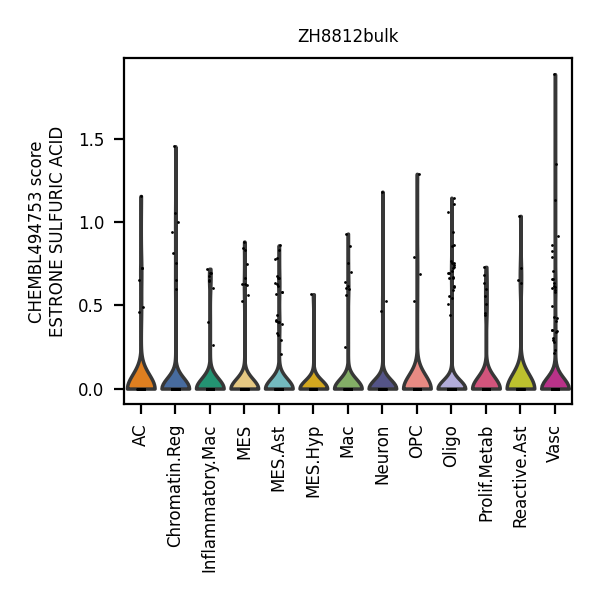 ZH8812bulk
CHEMBL494753 score
ESTRONE SULFURIC ACID
1.5
1.0
0.5
0.0
AC
Chromatin.Reg
Inflammatory.Mac
MES
MES.Ast
MES.Hyp
Mac
Neuron
OPC
Oligo
Prolif.Metab
Reactive.Ast
Vasc